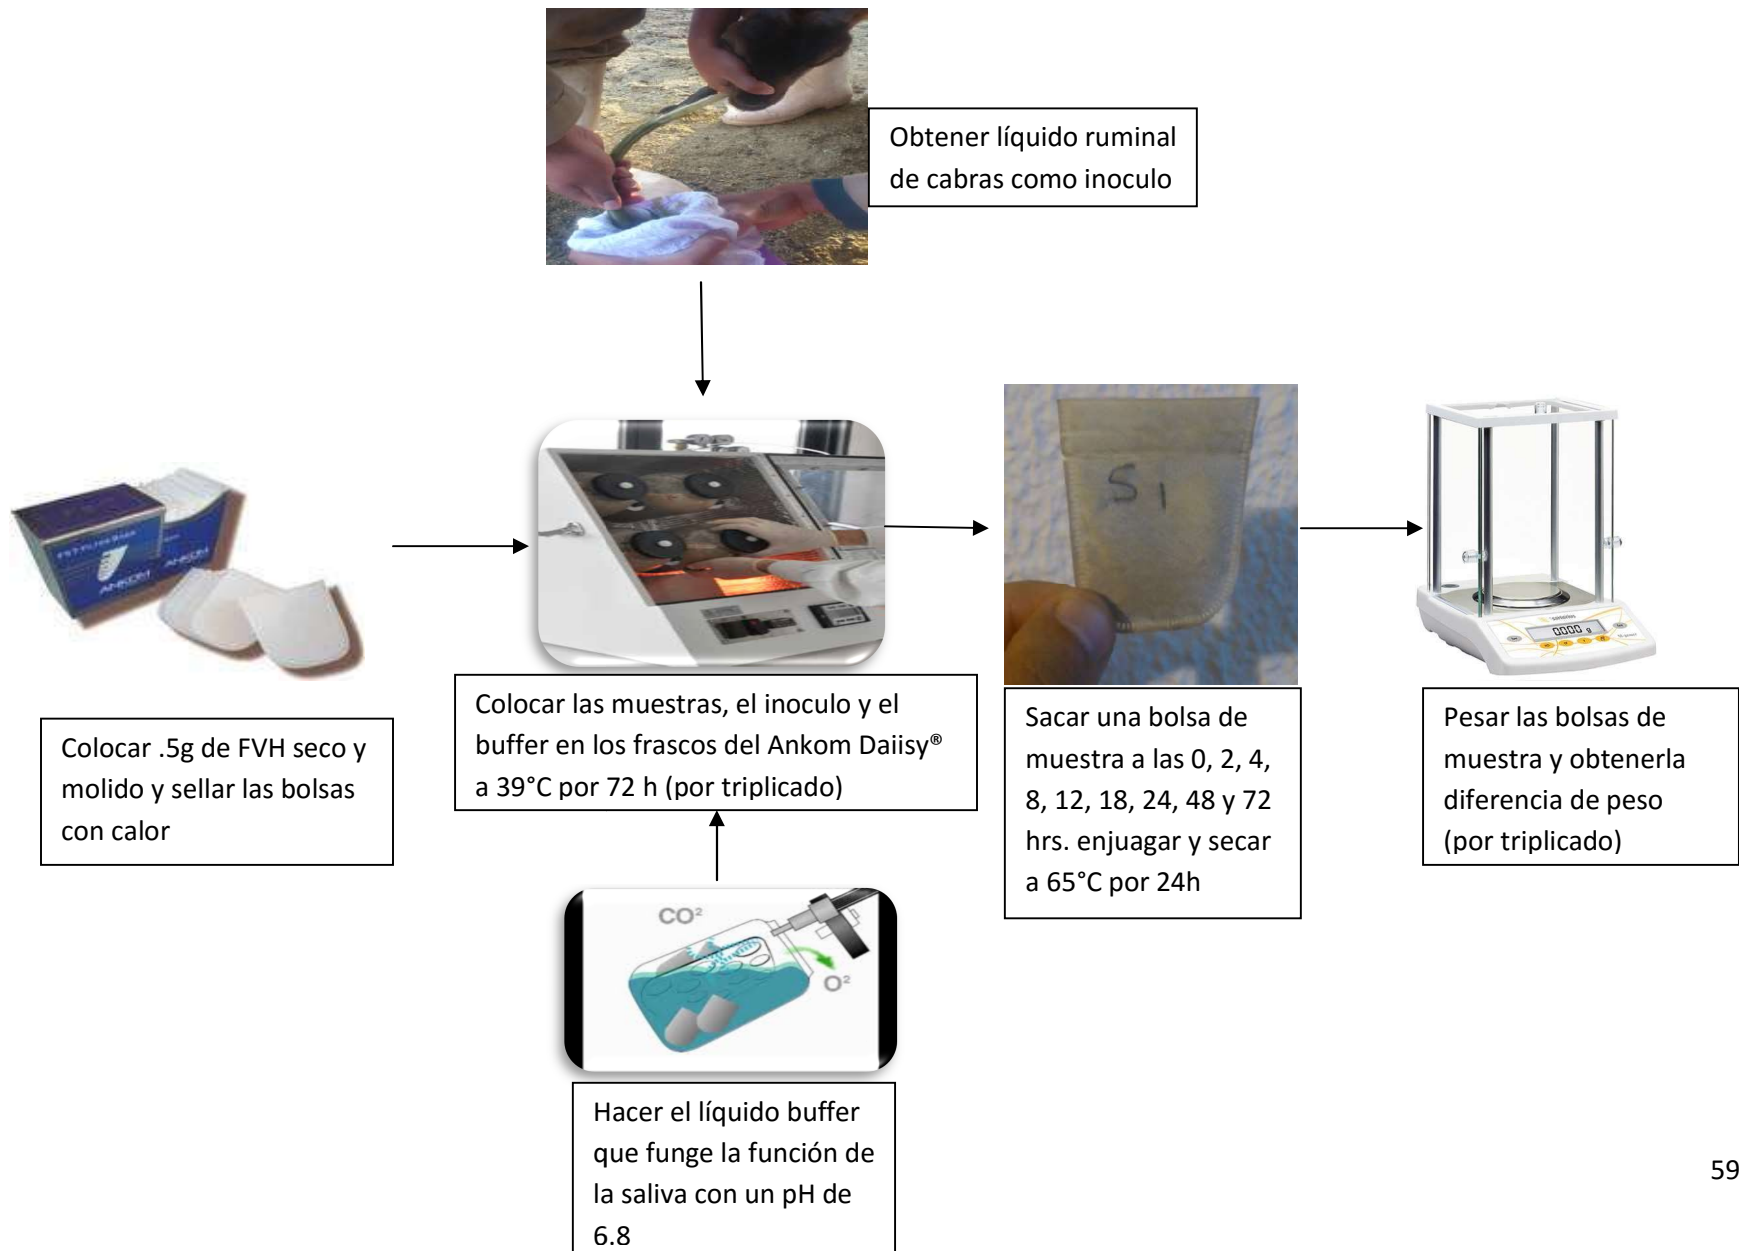 Obtener líquido ruminal
de cabras como inoculo
ANKOM
ANKOM
S1
0.000 g
Colocar .5g de FVH seco y
molido y sellar las bolsas
con calor
Colocar las muestras, el inoculo y el
buffer en los frascos del Ankom Daiisy®
a 39°C por 72 h (por triplicado)
Sacar una bolsa de
muestra a las 0, 2, 4,
8, 12, 18, 24, 48 y 72
hrs. enjuagar y secar
a 65°C por 24h
Pesar las bolsas de
muestra y obtenerla
diferencia de peso
(por triplicado)
CO²
O²
Hacer el líquido buffer
que funge la función de
la saliva con un pH de
6.8
59